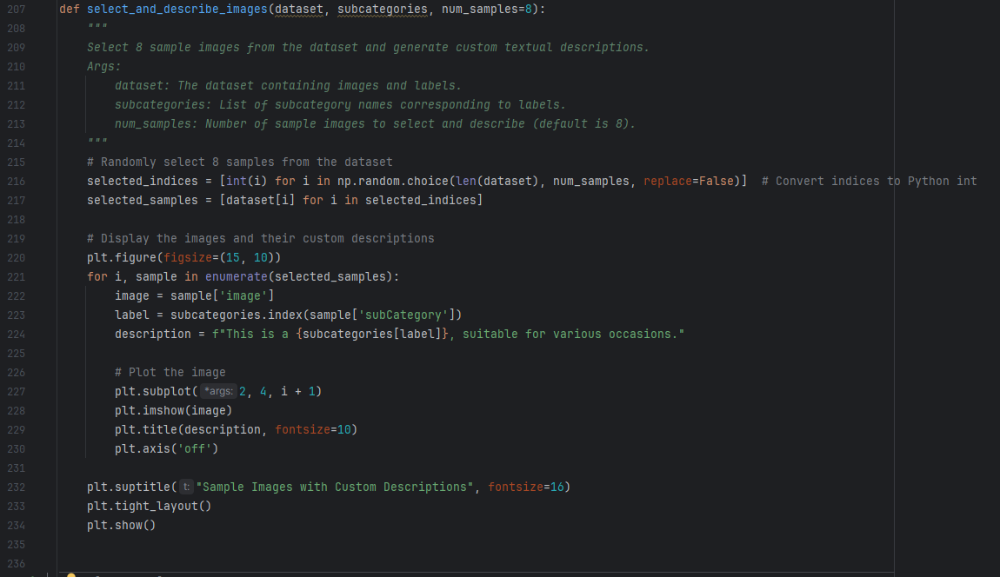 207 def select_and_describe_images(dataset, subcategories, num_samples=8):
208     """
209     Select 8 sample images from the dataset and generate custom textual descriptions.
210     Args:
211         dataset: The dataset containing images and labels.
212         subcategories: List of subcategory names corresponding to labels.
213         num_samples: Number of sample images to select and describe (default is 8).
214     """
215     # Randomly select 8 samples from the dataset
216     selected_indices = [int(i) for i in np.random.choice(len(dataset), num_samples, replace=False)]  # Convert indices to Python int
217     selected_samples = [dataset[i] for i in selected_indices]
218
219     # Display the images and their custom descriptions
220     plt.figure(figsize=(15, 10))
221     for i, sample in enumerate(selected_samples):
222         image = sample['image']
223         label = subcategories.index(sample['subCategory'])
224         description = f"This is a {subcategories[label]}, suitable for various occasions."
225
226         # Plot the image
227         plt.subplot( *args: 2, 4, i + 1)
228         plt.imshow(image)
229         plt.title(description, fontsize=10)
230         plt.axis('off')
231
232     plt.suptitle( t: "Sample Images with Custom Descriptions", fontsize=16)
233     plt.tight_layout()
234     plt.show()
235
236